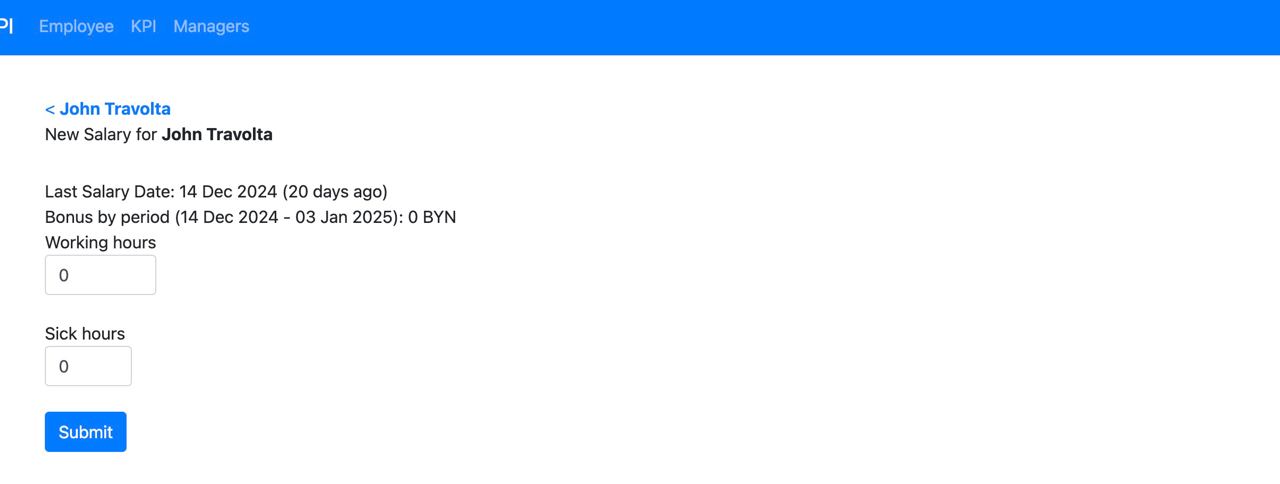 Employee KPI Managers
< John Travolta
New Salary for John Travolta
Last Salary Date: 14 Dec 2024 (20 days ago)
Bonus by period (14 Dec 2024 - 03 Jan 2025): 0 BYN
Working hours
0
Sick hours
0
Submit